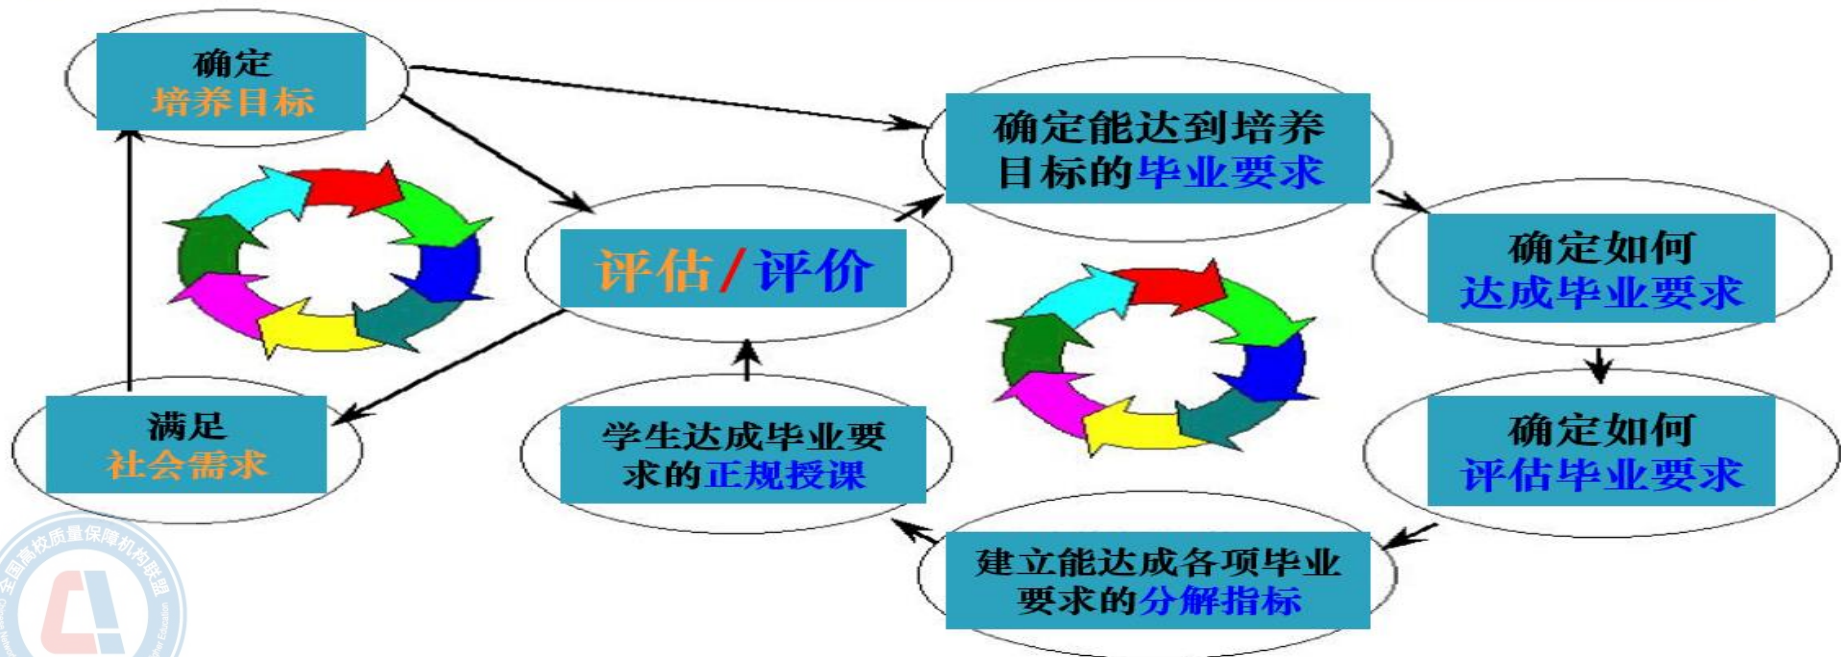 确定
培养目标
确定能达到培养
目标的毕业要求
评估/评价
确定如何
达成毕业要求
满足
社会需求
学生达成毕业要
求的正规授课
确定如何
评估毕业要求
建立能达成各项毕业
要求的分解指标
全国高校质量保障机构联盟